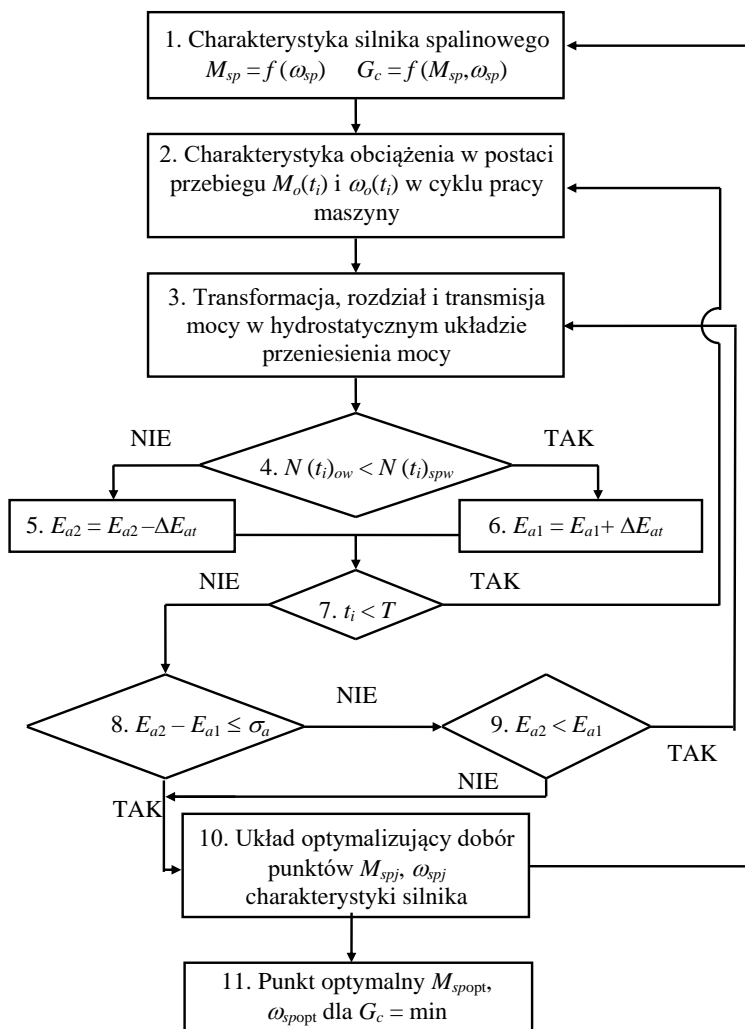 1. Charakterystyka silnika spalinowego
M_sp = f (ω_sp) G_c = f (M_sp, ω_sp)
2. Charakterystyka obciążenia w postaci
przebiegu M_o(t_i) i ω_o(t_i) w cyklu pracy
maszyny
3. Transformacja, rozdział i transmisja
mocy w hydrostatycznym układzie
przeniesienia mocy
NIE
TAK
4. N (t_i)_ow < N (t_i)_spw
5. E_a2 = E_a2 –ΔE_at
6. E_a1 = E_a1+ ΔE_at
NIE
TAK
7. t_i < T
NIE
8. E_a2 – E_a1 ≤ σ_a
9. E_a2 < E_a1
TAK
NIE
TAK
10. Układ optymalizujący dobór
punktów M_spj, ω_spj
charakterystyki silnika
11. Punkt optymalny M_spopt,
ω_spopt dla G_c = min